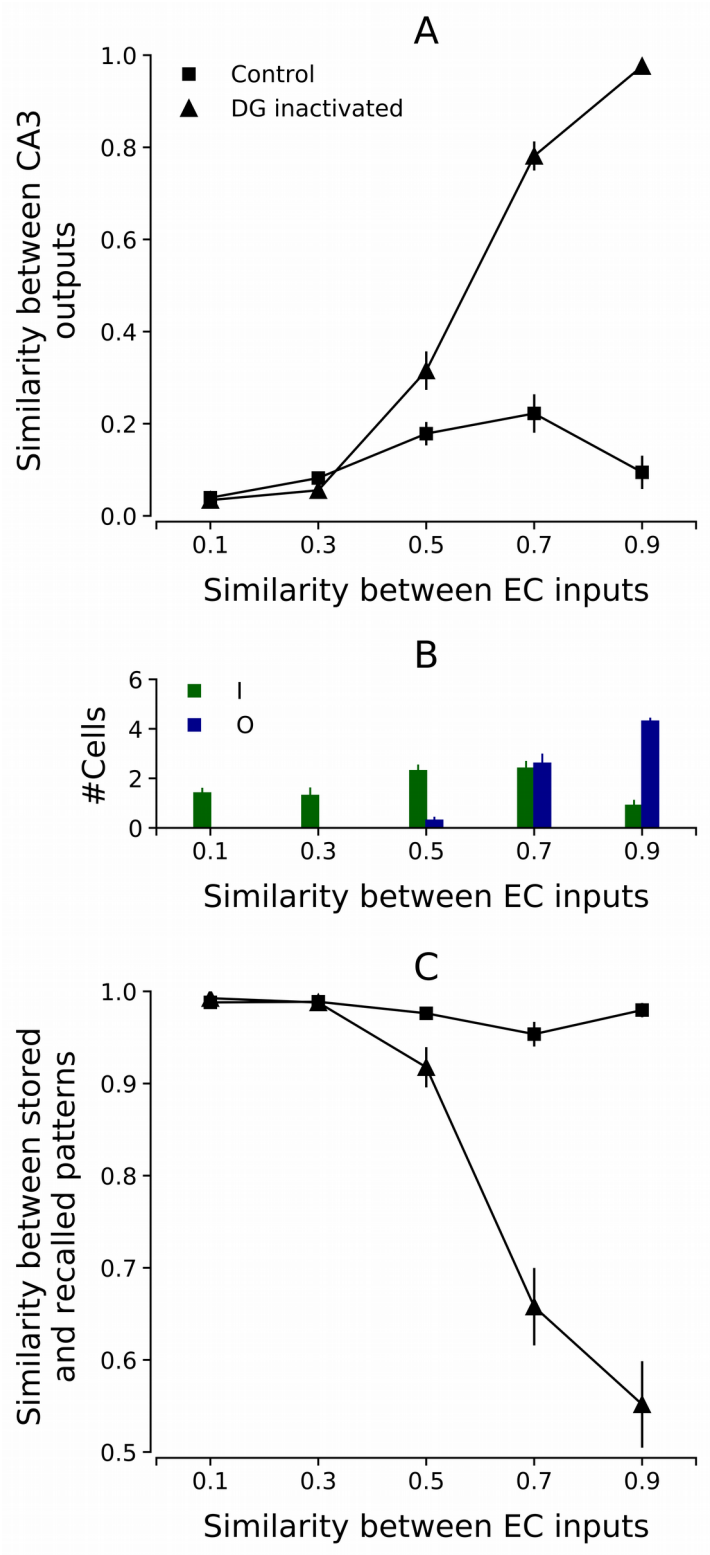 A
1.0
Control
DG inactivated
0.8
0.6
0.4
0.2
0.0
Similarity between CA3
outputs
0.1 0.3 0.5 0.7 0.9
Similarity between EC inputs
B
6
I
O
4
2
0
#Cells
0.1 0.3 0.5 0.7 0.9
Similarity between EC inputs
C
1.0
0.9
0.8
0.7
0.6
0.5
Similarity between stored
and recalled patterns
0.1 0.3 0.5 0.7 0.9
Similarity between EC inputs